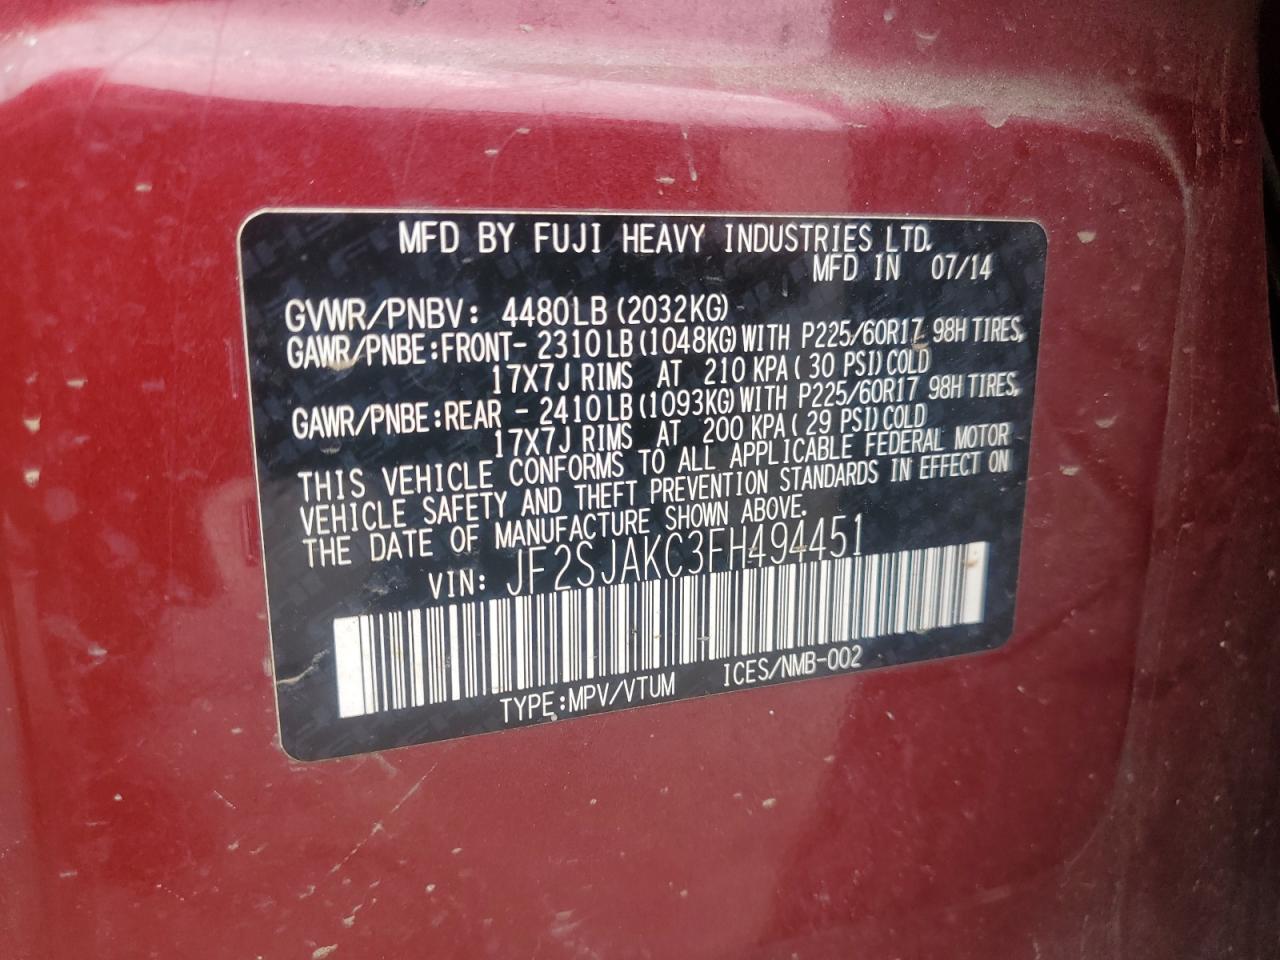 MFD BY FUJI HEAVY INDUSTRIES LTD.
MFD IN 07/14
GVWR/PNBV: 4480LB (2032KG)
GAWR/PNBE:FRONT- 2310LB (1048KG) WITH P225/60R17 98H TIRES,
17X7J RIMS AT 210 KPA ( 30 PSI) COLD
GAWR/PNBE:REAR - 2410LB (1093KG) WITH P225/60R17 98H TIRES,
17X7J RIMS AT 200 KPA ( 29 PSI) COLD
THIS VEHICLE CONFORMS TO ALL APPLICABLE FEDERAL MOTOR
VEHICLE SAFETY AND THEFT PREVENTION STANDARDS IN EFFECT ON
THE DATE OF MANUFACTURE SHOWN ABOVE.
VIN: JF2SJAKC3FH494451
TYPE:MPV/VTUM ICES/NMB-002